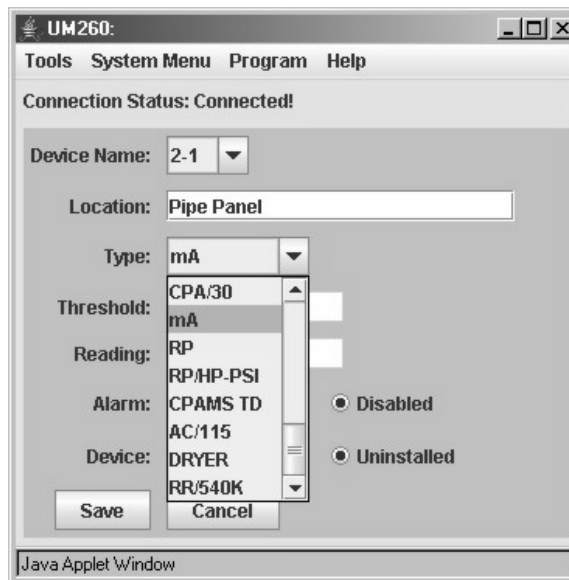 UM260:
Tools System Menu Program Help
Connection Status: Connected!
Device Name: 2-1
Location: Pipe Panel
Type: mA
CPA/30
Threshold:
mA
Reading:
RP
RP/HP-PSI
Alarm: CPAMS TD Disabled
AC/115
Device: DRYER Uninstalled
RR/540K
Save Cancel
Java Applet Window